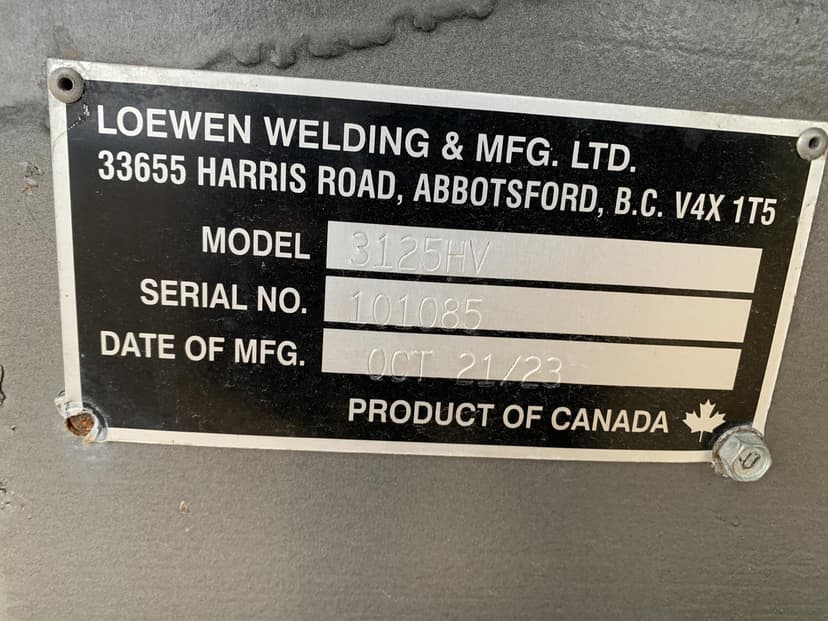 LOEWEN WELDING & MFG. LTD.
33655 HARRIS ROAD, ABBOTSFORD, B.C. V4X 1T5
MODEL 3125HV
SERIAL NO. 101085
DATE OF MFG. OCT 21/23
PRODUCT OF CANADA